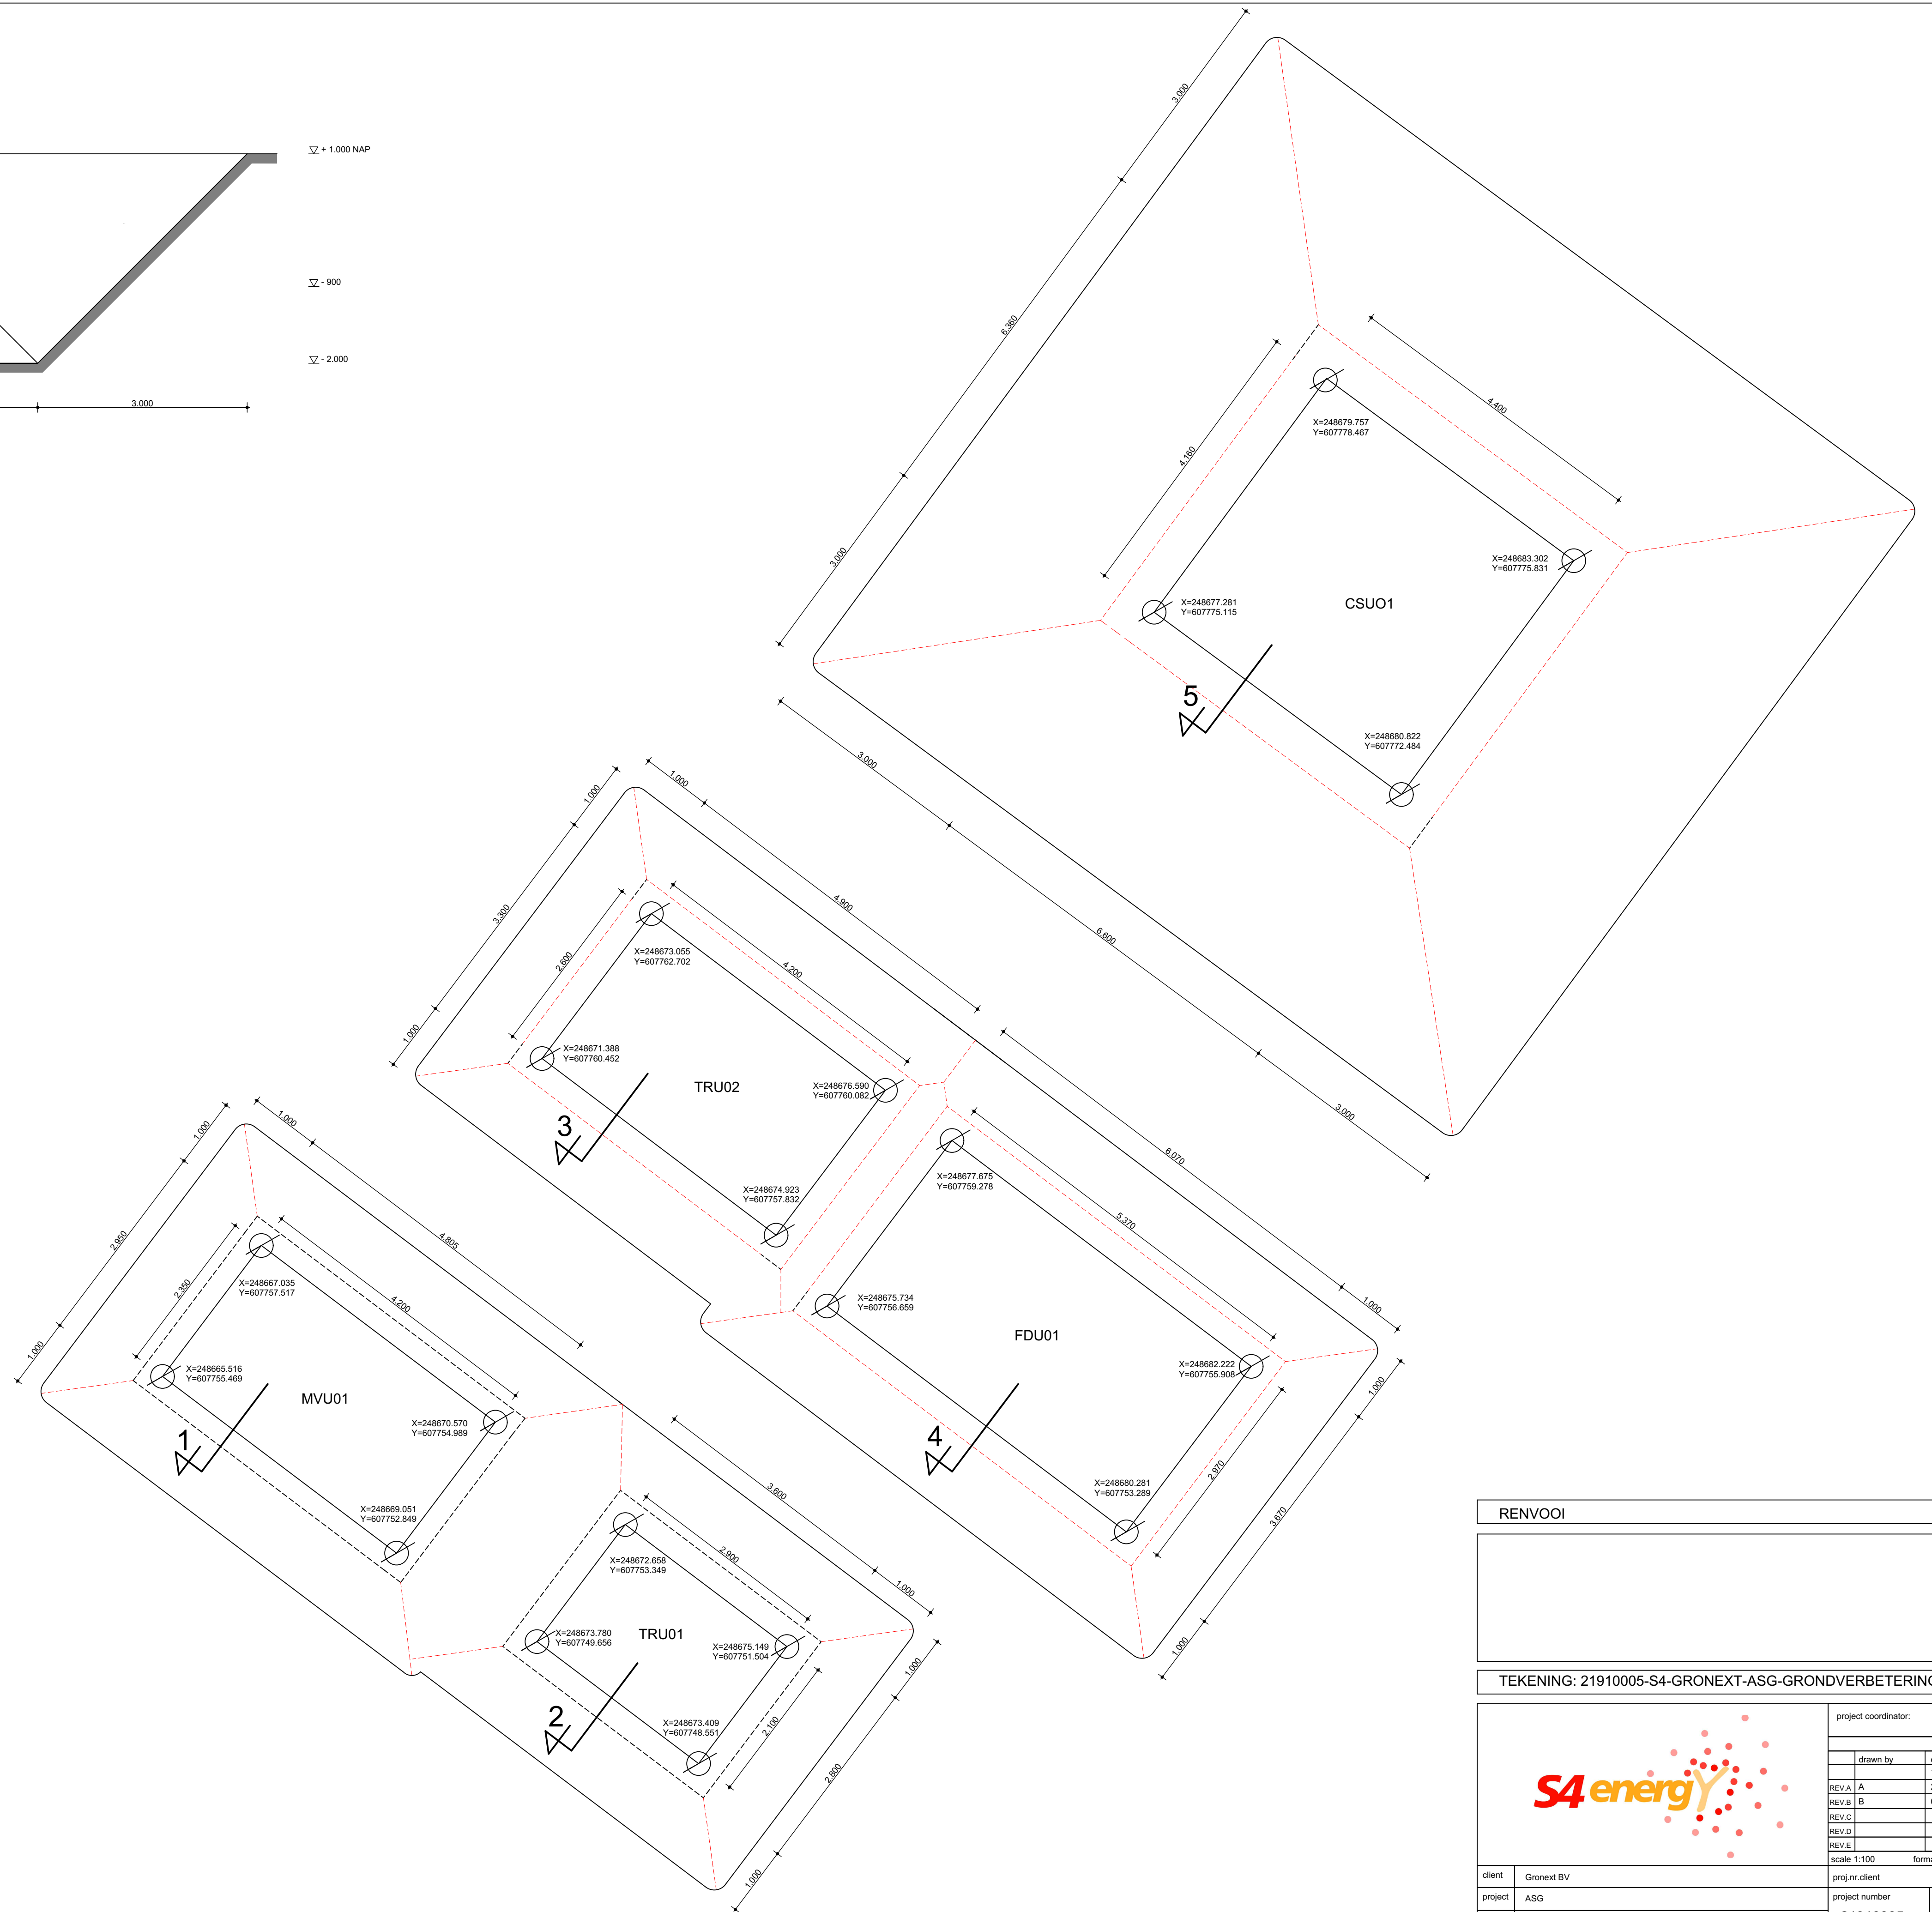 + 1.000 NAP
- 900
- 2.000
3.000
3.000
6.360
3.000
4.160
4.400
X=248679.757
Y=607778.467
X=248683.302
Y=607775.831
X=248677.281
Y=607775.115
CSUO1
X=248680.822
Y=607772.484
5
3.000
6.600
3.000
1.000
3.300
1.000
1.000
4.900
2.600
4.200
X=248673.055
Y=607762.702
X=248671.388
Y=607760.452
TRU02
X=248676.590
Y=607760.082
X=248674.923
Y=607757.832
3
6.070
1.000
5.370
X=248677.675
Y=607759.278
X=248675.734
Y=607756.659
FDU01
X=248682.222
Y=607755.908
X=248680.281
Y=607753.289
4
2.970
1.000
3.670
1.000
1.000
2.950
1.000
1.000
4.805
2.350
4.200
X=248667.035
Y=607757.517
X=248665.516
Y=607755.469
MVU01
X=248670.570
Y=607754.989
X=248669.051
Y=607752.849
1
3.600
1.000
2.900
X=248672.658
Y=607753.349
X=248673.780
Y=607749.656
TRU01
X=248675.149
Y=607751.504
X=248673.409
Y=607748.551
2
2.100
1.000
2.800
1.000
RENVOOI
TEKENING: 21910005-S4-GRONEXT-ASG-GRONDVERBETERING
S4 energy
project coordinator:
drawn by
REV.A A
REV.B B
REV.C
REV.D
REV.E
scale 1:100
client Gronext BV
proj.nr.client
project ASG
project number